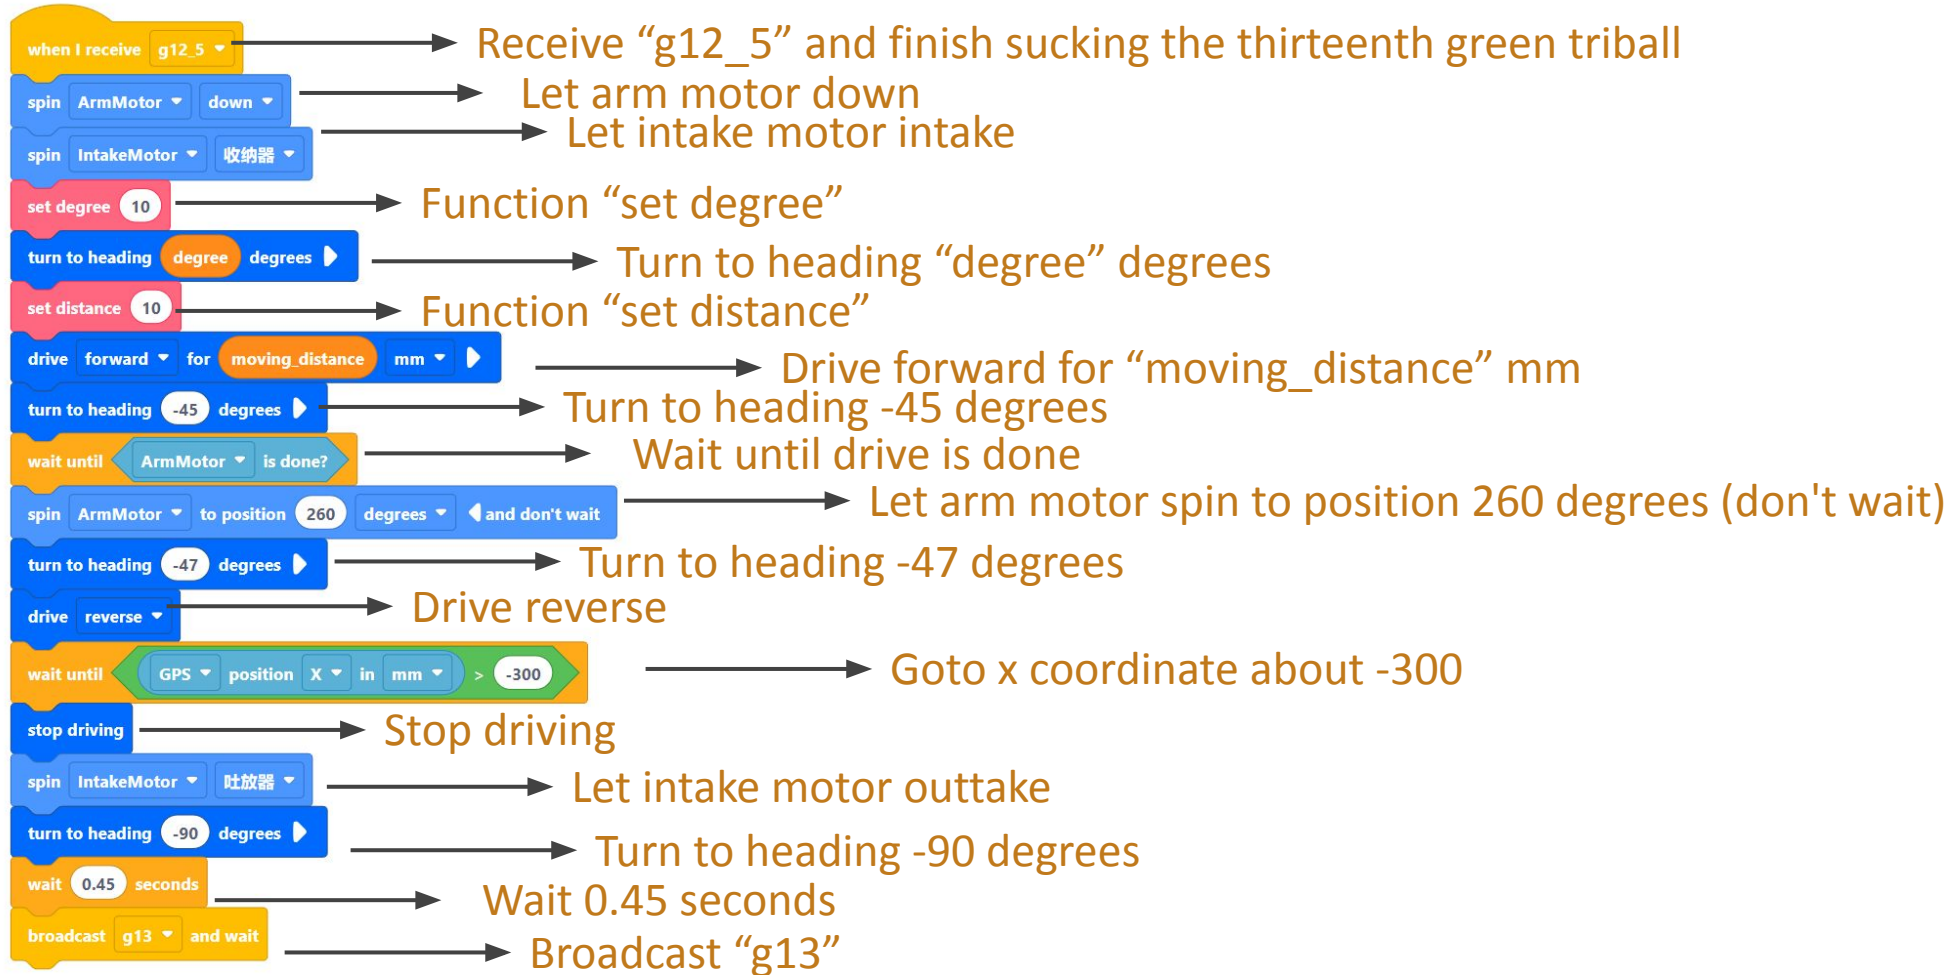 when I receive g12_5 Receive “g12_5” and finish sucking the thirteenth green triball
spin ArmMotor down Let arm motor down
spin IntakeMotor 收纳器 Let intake motor intake
set degree 10 Function “set degree”
turn to heading degree degrees Turn to heading “degree” degrees
set distance 10 Function “set distance”
drive forward for moving_distance mm Drive forward for “moving_distance” mm
turn to heading -45 degrees Turn to heading -45 degrees
wait until ArmMotor is done? Wait until drive is done
spin ArmMotor to position 260 degrees and don't wait Let arm motor spin to position 260 degrees (don't wait)
turn to heading -47 degrees Turn to heading -47 degrees
drive reverse Drive reverse
wait until GPS position X in mm > -300 Goto x coordinate about -300
stop driving Stop driving
spin IntakeMotor 吐放器 Let intake motor outtake
turn to heading -90 degrees Turn to heading -90 degrees
wait 0.45 seconds Wait 0.45 seconds
broadcast g13 and wait Broadcast “g13”